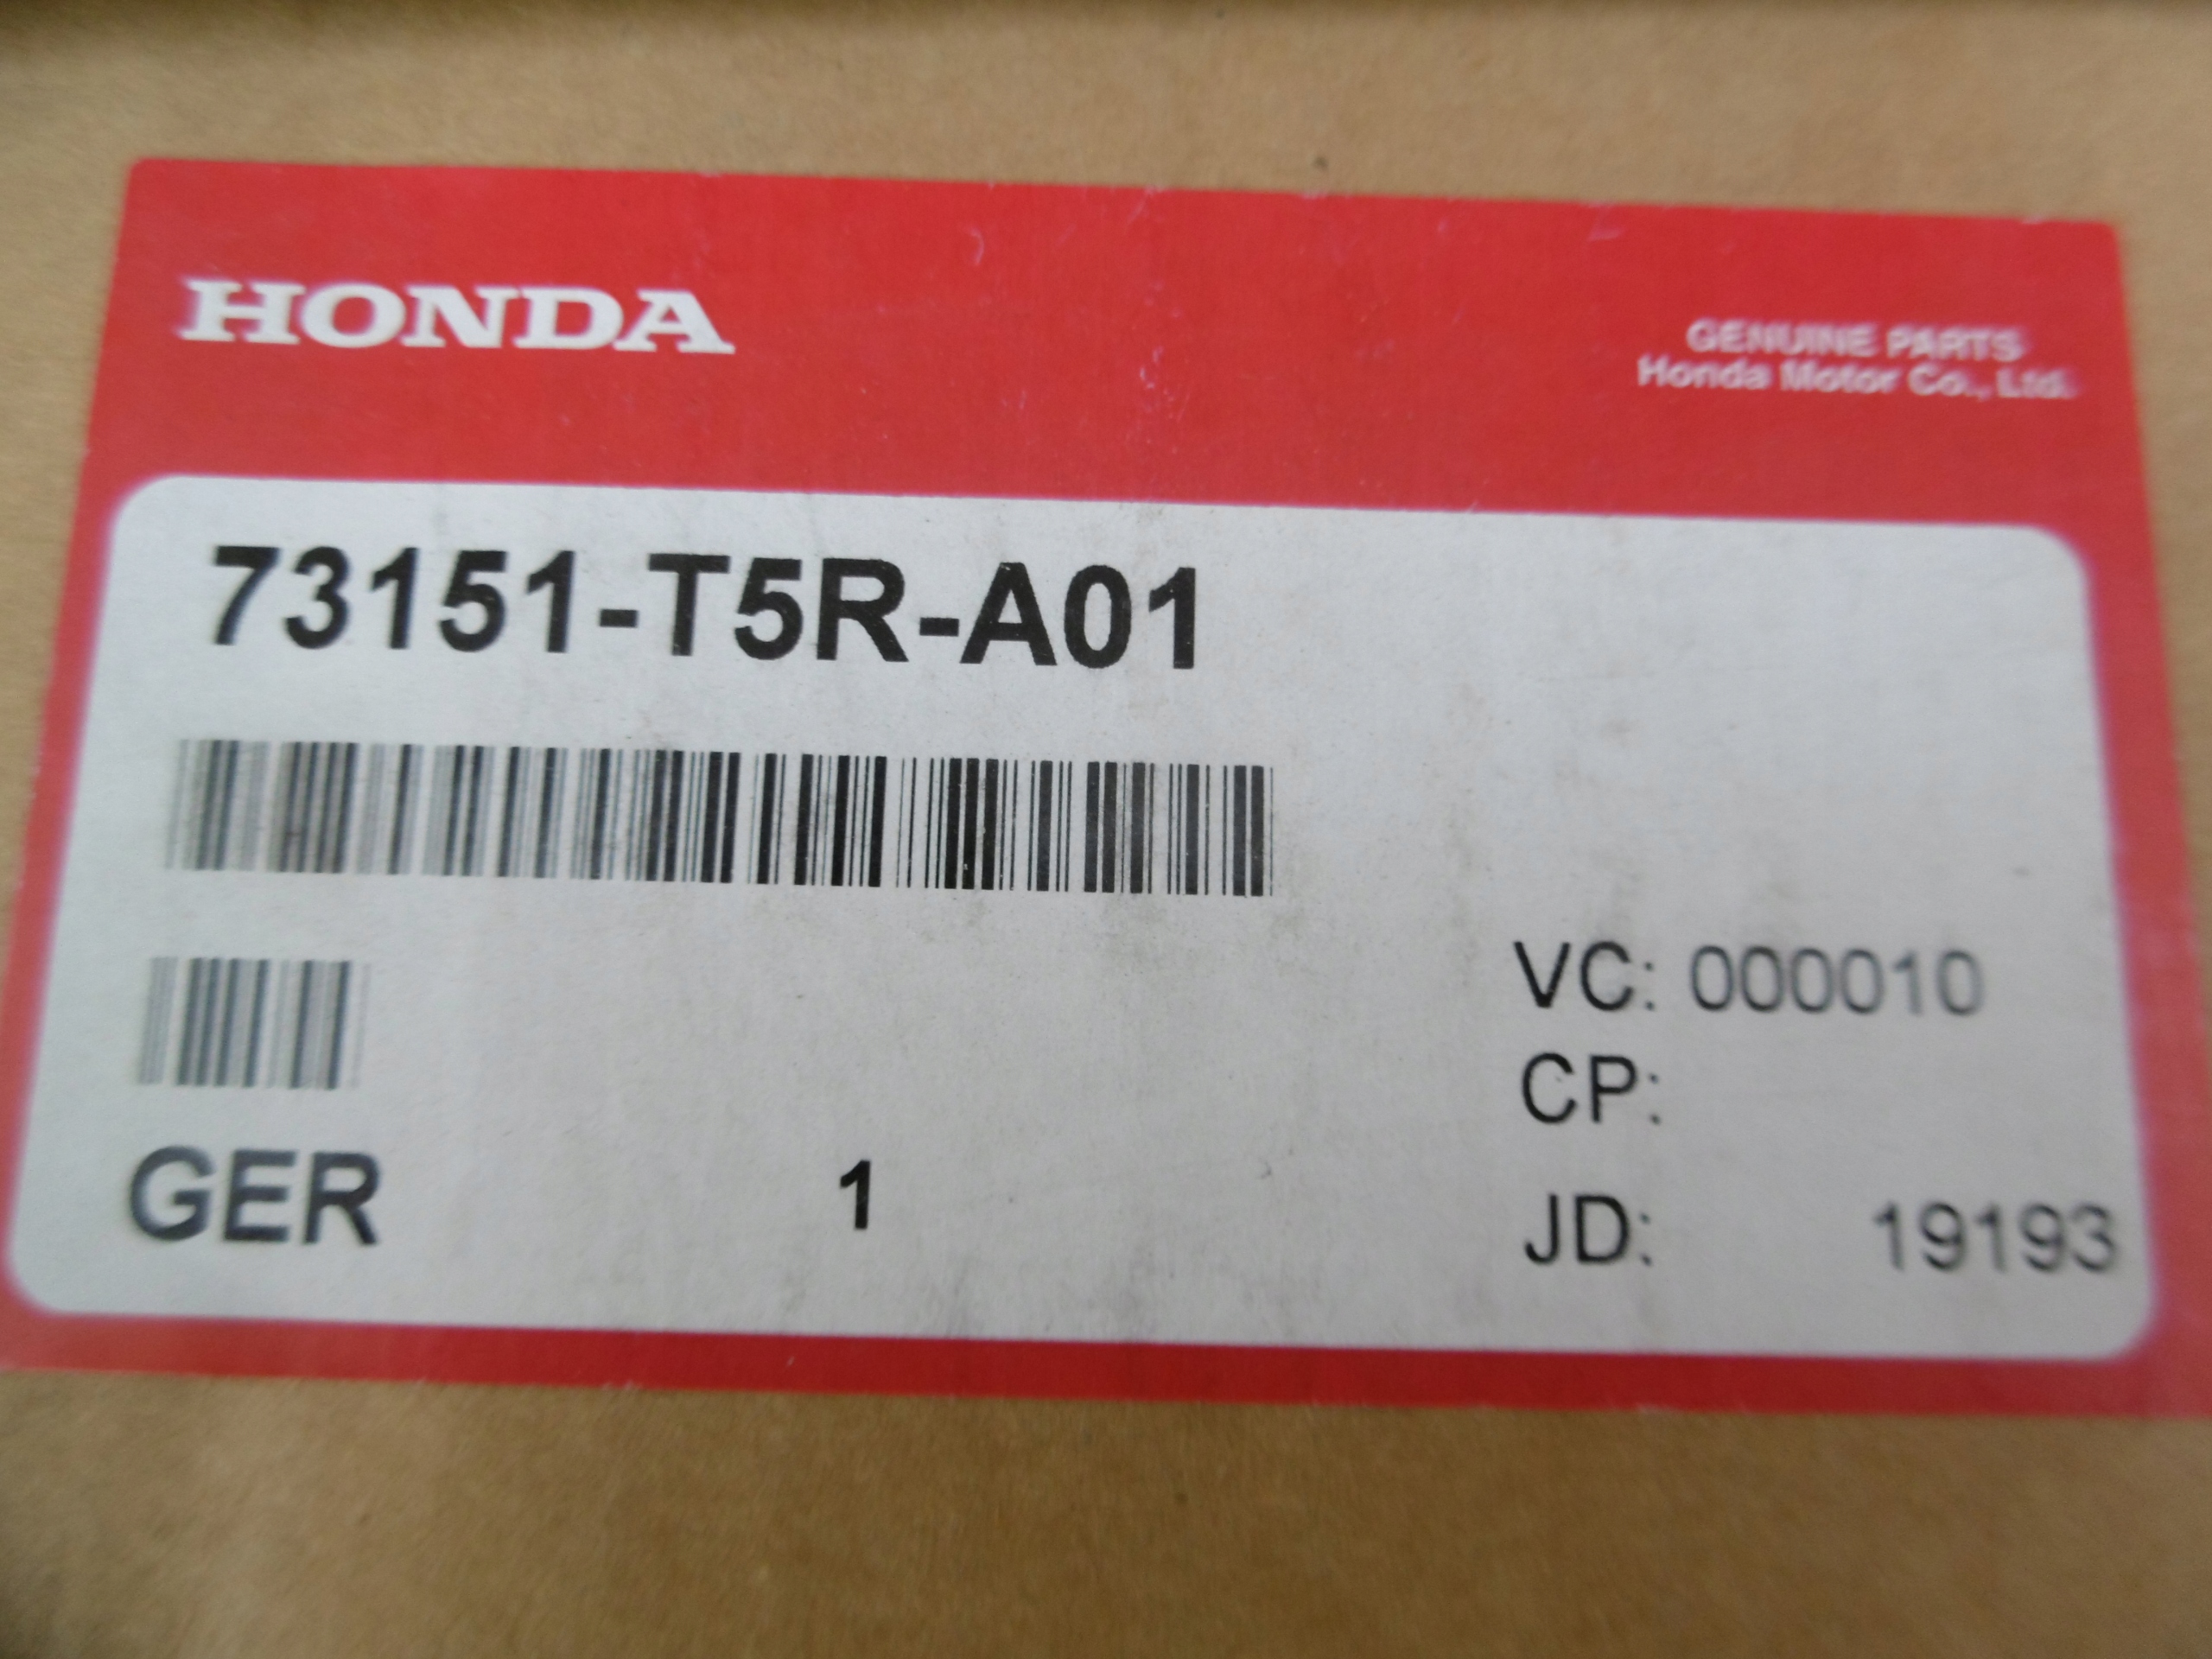 HONDA
GENUINE PARTS
Honda Motor Co., Ltd.
73151-T5R-A01
VC: 000010
CP:
GER 1 JD: 19193